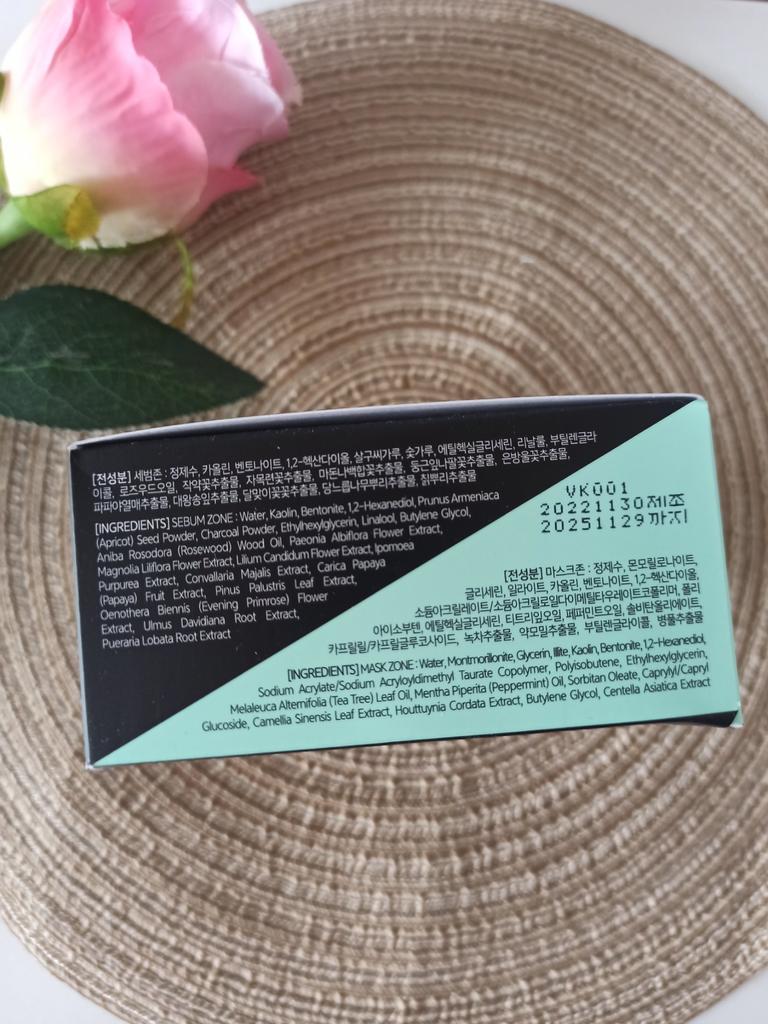 [전성분] 세범존 : 정제수, 카올린, 벤토나이트, 1,2-헥산다이올, 살구씨가루, 숯가루, 에틸헥실글리세린, 리날룰, 부틸렌글라
이콜, 로즈우드오일, 작약꽃추출물, 자목련꽃추출물, 마돈나백합꽃추출물, 둥근잎나팔꽃추출물, 은방울꽃추출물,
파파야열매추출물, 대왕송잎추출물, 달맞이꽃꽃추출물, 당느릅나무뿌리추출물, 칡뿌리추출물
[INGREDIENTS] SEBUM ZONE : Water, Kaolin, Bentonite, 1,2-Hexanediol, Prunus Armeniaca
(Apricot) Seed Powder, Charcoal Powder, Ethylhexylglycerin, Linalool, Butylene Glycol,
Aniba Rosodora (Rosewood) Wood Oil, Paeonia Albiflora Flower Extract,
Magnolia Liliflora Flower Extract, Lilium Candidum Flower Extract, Ipomoea
Purpurea Extract, Convallaria Majalis Extract, Carica Papaya
(Papaya) Fruit Extract, Pinus Palustris Leaf Extract,
Oenothera Biennis (Evening Primrose) Flower
Extract, Ulmus Davidiana Root Extract,
Pueraria Lobata Root Extract
VK001
20221130제조
20251129까지
[전성분] 마스크존 : 정제수, 몬모릴로나이트,
글리세린, 일라이트, 카올린, 벤토나이트, 1,2-헥산다이올,
소듐아크릴레이트/소듐아크릴로일다이메틸타우레이트코폴리머, 폴리
아이소부텐, 에틸헥실글리세린, 티트리잎오일, 페퍼민트오일, 솔비탄올리에이트,
카프릴릴/카프릴글루코사이드, 녹차추출물, 약모밀추출물, 부틸렌글라이콜, 병풀추출물
[INGREDIENTS] MASK ZONE : Water, Montmorillonite, Glycerin, Illite, Kaolin, Bentonite, 1,2-Hexanediol,
Sodium Acrylate/Sodium Acryloyldimethyl Taurate Copolymer, Polyisobutene, Ethylhexylglycerin,
Melaleuca Alternifolia (Tea Tree) Leaf Oil, Mentha Piperita (Peppermint) Oil, Sorbitan Oleate, Caprylyl/Capryl
Glucoside, Camellia Sinensis Leaf Extract, Houttuynia Cordata Extract, Butylene Glycol, Centella Asiatica Extract